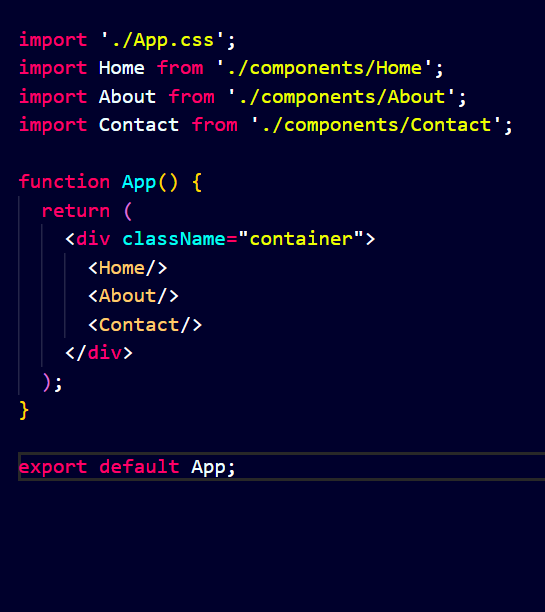 import './App.css';
import Home from './components/Home';
import About from './components/About';
import Contact from './components/Contact';

function App() {
  return (
    <div className="container">
      <Home/>
      <About/>
      <Contact/>
    </div>
  );
}

export default App;